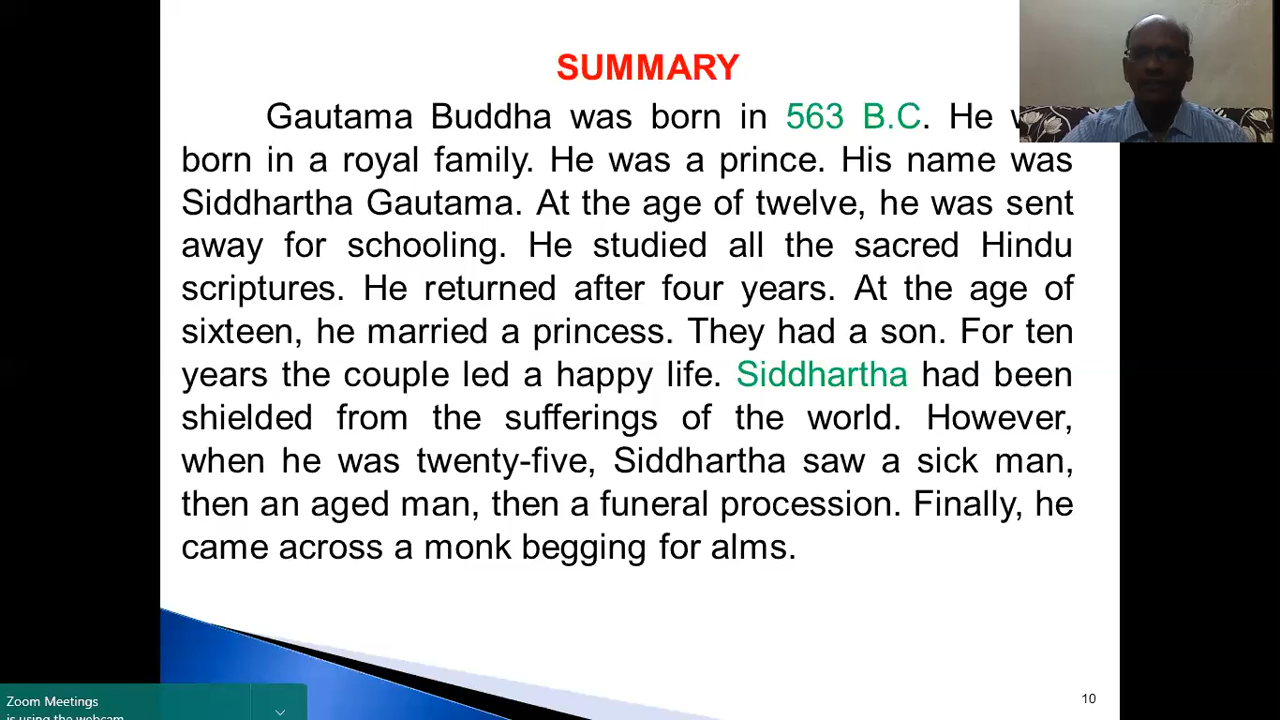 SUMMARY
Gautama Buddha was born in 563 B.C. He
born in a royal family. He was a prince. His name was
Siddhartha Gautama. At the age of twelve, he was sent
away for schooling. He studied all the sacred Hindu
scriptures. He returned after four years. At the age of
sixteen, he married a princess. They had a son. For ten
years the couple led a happy life. Siddhartha had been
shielded from the sufferings of the world. However,
when he was twenty-five, Siddhartha saw a sick man,
then an aged man, then a funeral procession. Finally, he
came across a monk begging for alms.
10
Zoom Meetings
is using the webcam